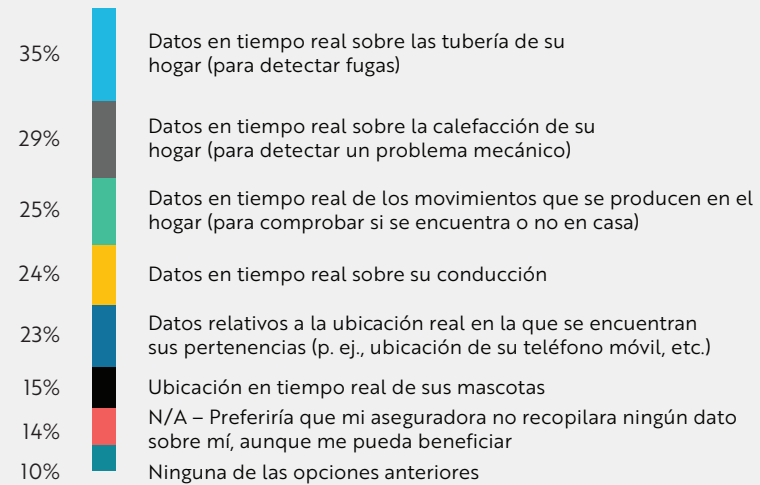 35%
Datos en tiempo real sobre las tubería de su
hogar (para detectar fugas)
29%
Datos en tiempo real sobre la calefacción de su
hogar (para detectar un problema mecánico)
25%
Datos en tiempo real de los movimientos que se producen en el
hogar (para comprobar si se encuentra o no en casa)
24%
Datos en tiempo real sobre su conducción
23%
Datos relativos a la ubicación real en la que se encuentran
sus pertenencias (p. ej., ubicación de su teléfono móvil, etc.)
15%
Ubicación en tiempo real de sus mascotas
14%
N/A – Preferiría que mi aseguradora no recopilara ningún dato
sobre mí, aunque me pueda beneficiar
10%
Ninguna de las opciones anteriores